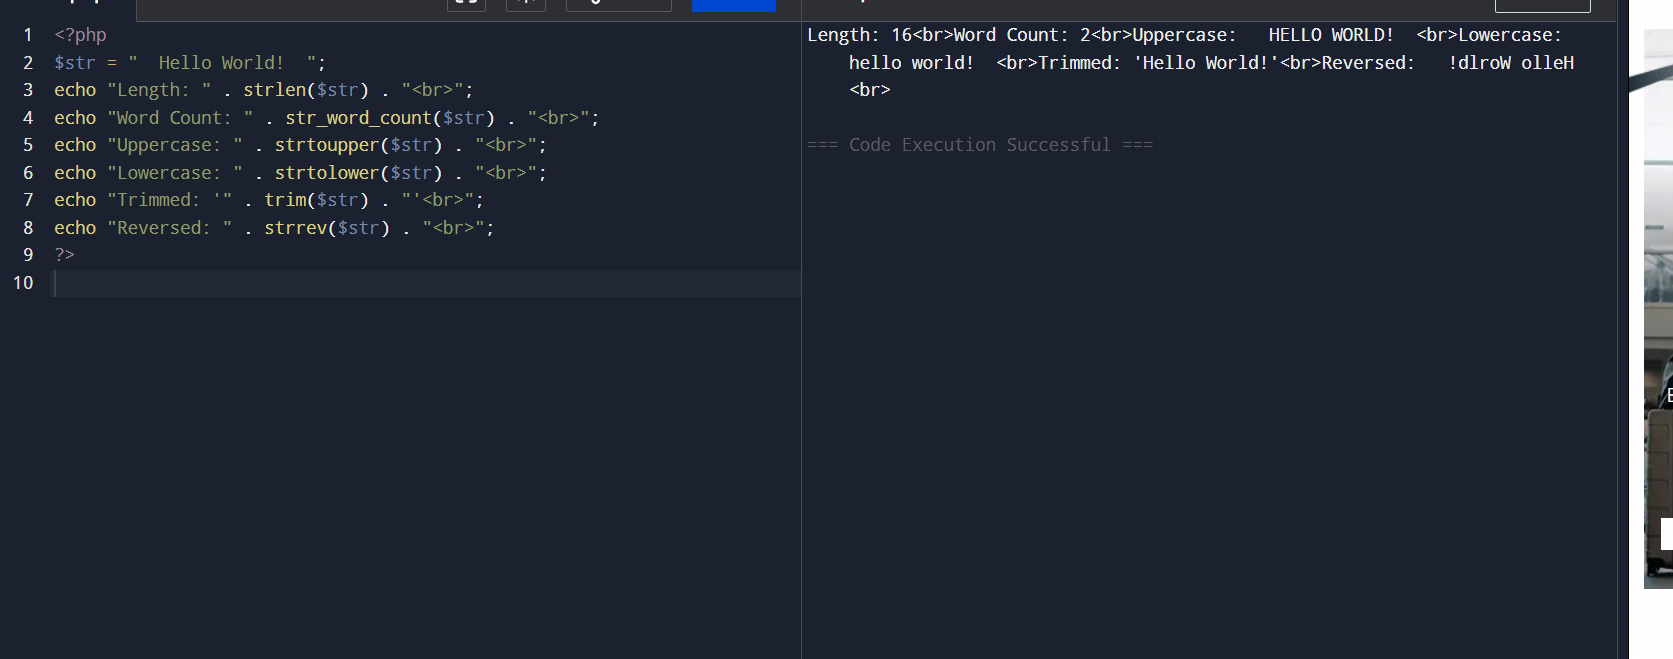 1 <?php
2 $str = "  Hello World!  ";
3 echo "Length: " . strlen($str) . "<br>";
4 echo "Word Count: " . str_word_count($str) . "<br>";
5 echo "Uppercase: " . strtoupper($str) . "<br>";
6 echo "Lowercase: " . strtolower($str) . "<br>";
7 echo "Trimmed: '" . trim($str) . "'<br>";
8 echo "Reversed: " . strrev($str) . "<br>";
9 ?>
10
Length: 16<br>Word Count: 2<br>Uppercase:   HELLO WORLD!  <br>Lowercase:
hello world!  <br>Trimmed: 'Hello World!'<br>Reversed:   !dlroW olleH
<br>
=== Code Execution Successful ===